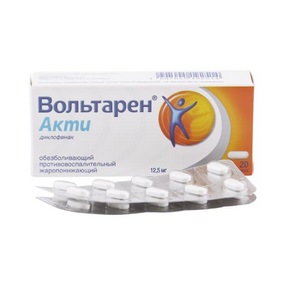 Вольтарен®
Акти
диклофенак
обезболивающий
противовоспалительный
жаропонижающий
12,5 мг
20